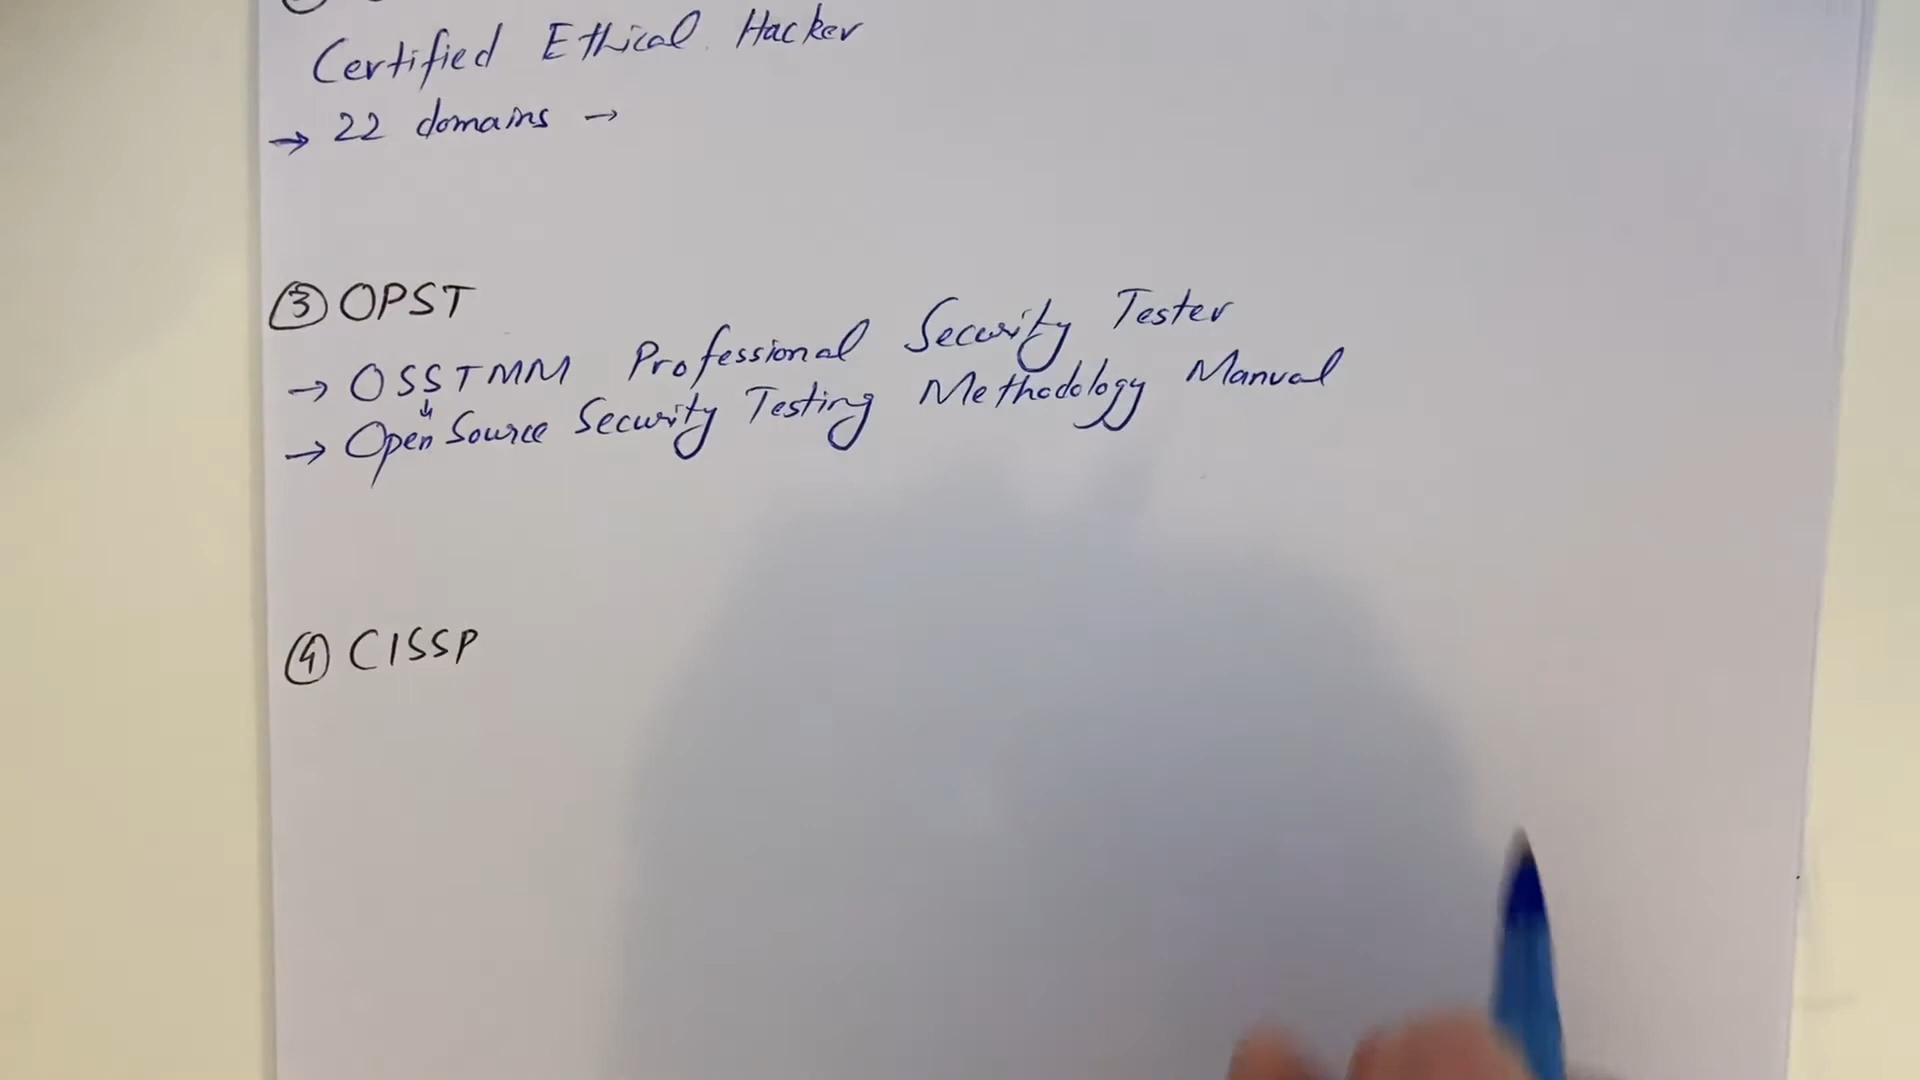 Certified Ethical Hacker
→ 22 domains →
③ OPST
→ OSSTMM Professional Security Tester
→ Open Source Security Testing Methodology Manual
④ CISSP